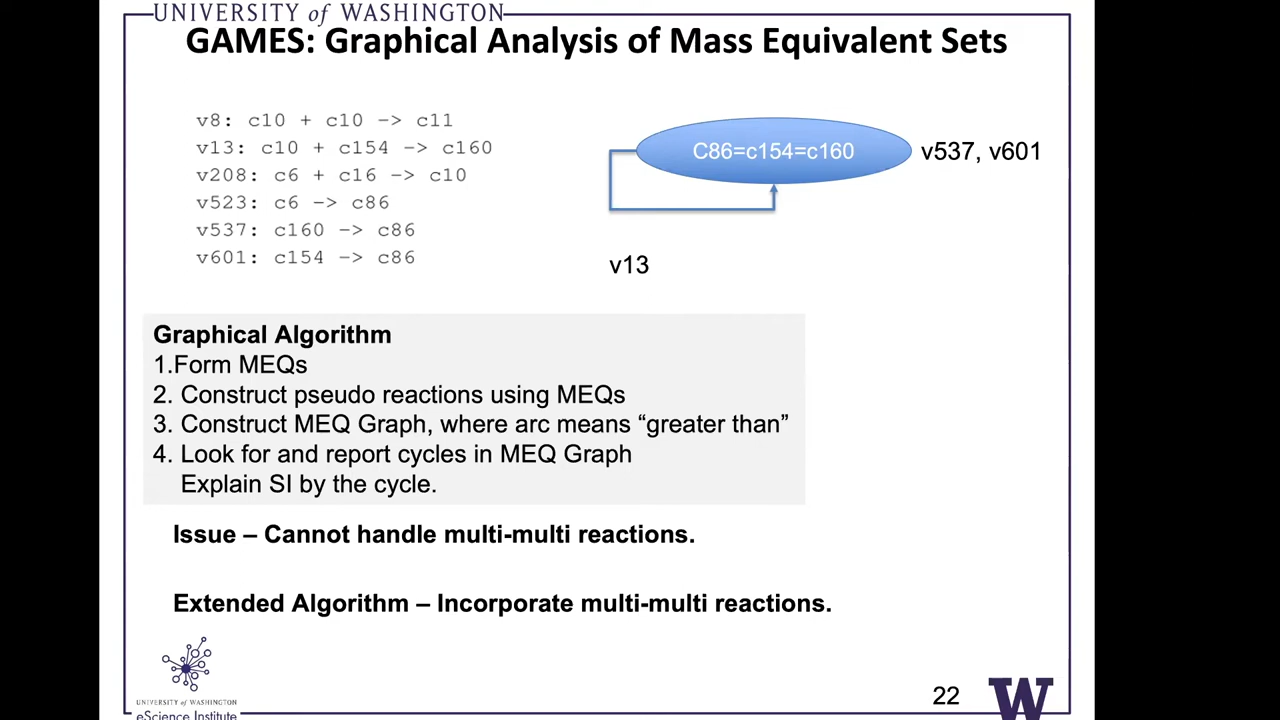 UNIVERSITY of WASHINGTON
GAMES: Graphical Analysis of Mass Equivalent Sets
v8: c10 + c10 -> c11
v13: c10 + c154 -> c160
v208: c6 + c16 -> c10
v523: c6 -> c86
v537: c160 -> c86
v601: c154 -> c86
C86=c154=c160
v537, v601
v13
Graphical Algorithm
1.Form MEQs
2. Construct pseudo reactions using MEQs
3. Construct MEQ Graph, where arc means “greater than”
4. Look for and report cycles in MEQ Graph
Explain SI by the cycle.
Issue – Cannot handle multi-multi reactions.
Extended Algorithm – Incorporate multi-multi reactions.
UNIVERSITY of WASHINGTON
eScience Institute
22
W